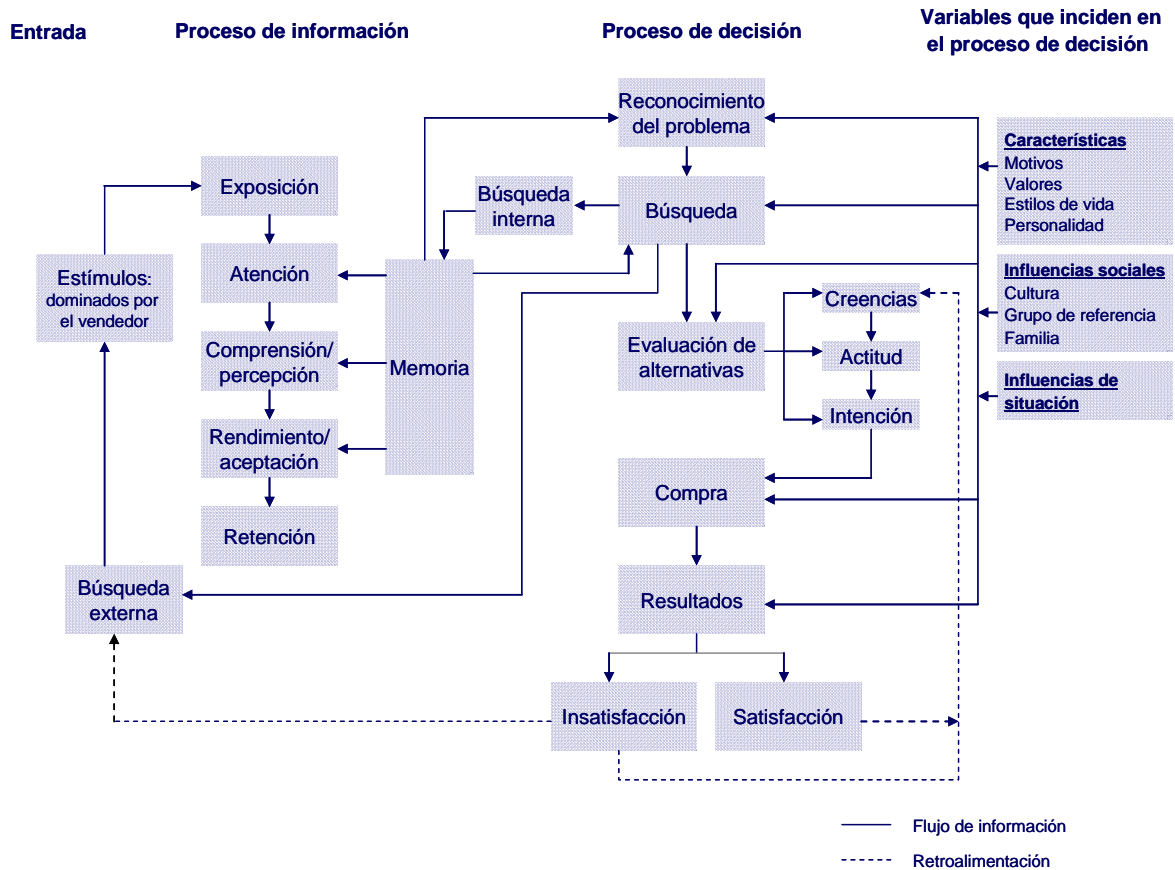 Entrada
Proceso de información
Proceso de decisión
Variables que inciden en
el proceso de decisión
Reconocimiento
del problema
Características
Motivos
Valores
Estilos de vida
Personalidad
Exposición
Búsqueda
interna
Búsqueda
Estímulos:
dominados por
el vendedor
Atención
Memoria
Influencias sociales
Cultura
Grupo de referencia
Familia
Creencias
Evaluación de
alternativas
Actitud
Comprensión/
percepción
Influencias de
situación
Intención
Rendimiento/
aceptación
Compra
Retención
Búsqueda
externa
Resultados
Insatisfacción
Satisfacción
Flujo de información
Retroalimentación